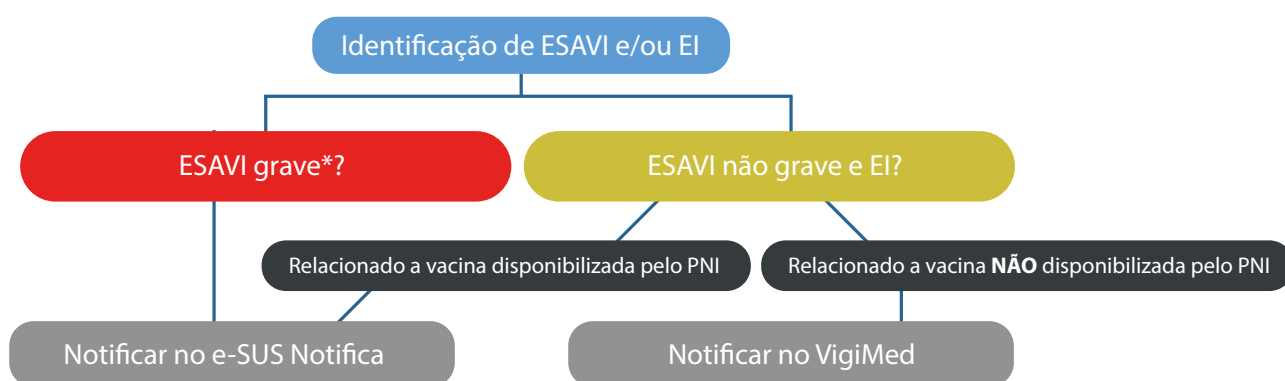 Identificação de ESAVI e/ou EI
ESAVI grave*?
ESAVI não grave e EI?
Relacionado a vacina disponibilizada pelo PNI
Relacionado a vacina NÃO disponibilizada pelo PNI
Notificar no e-SUS Notifica
Notificar no VigiMed